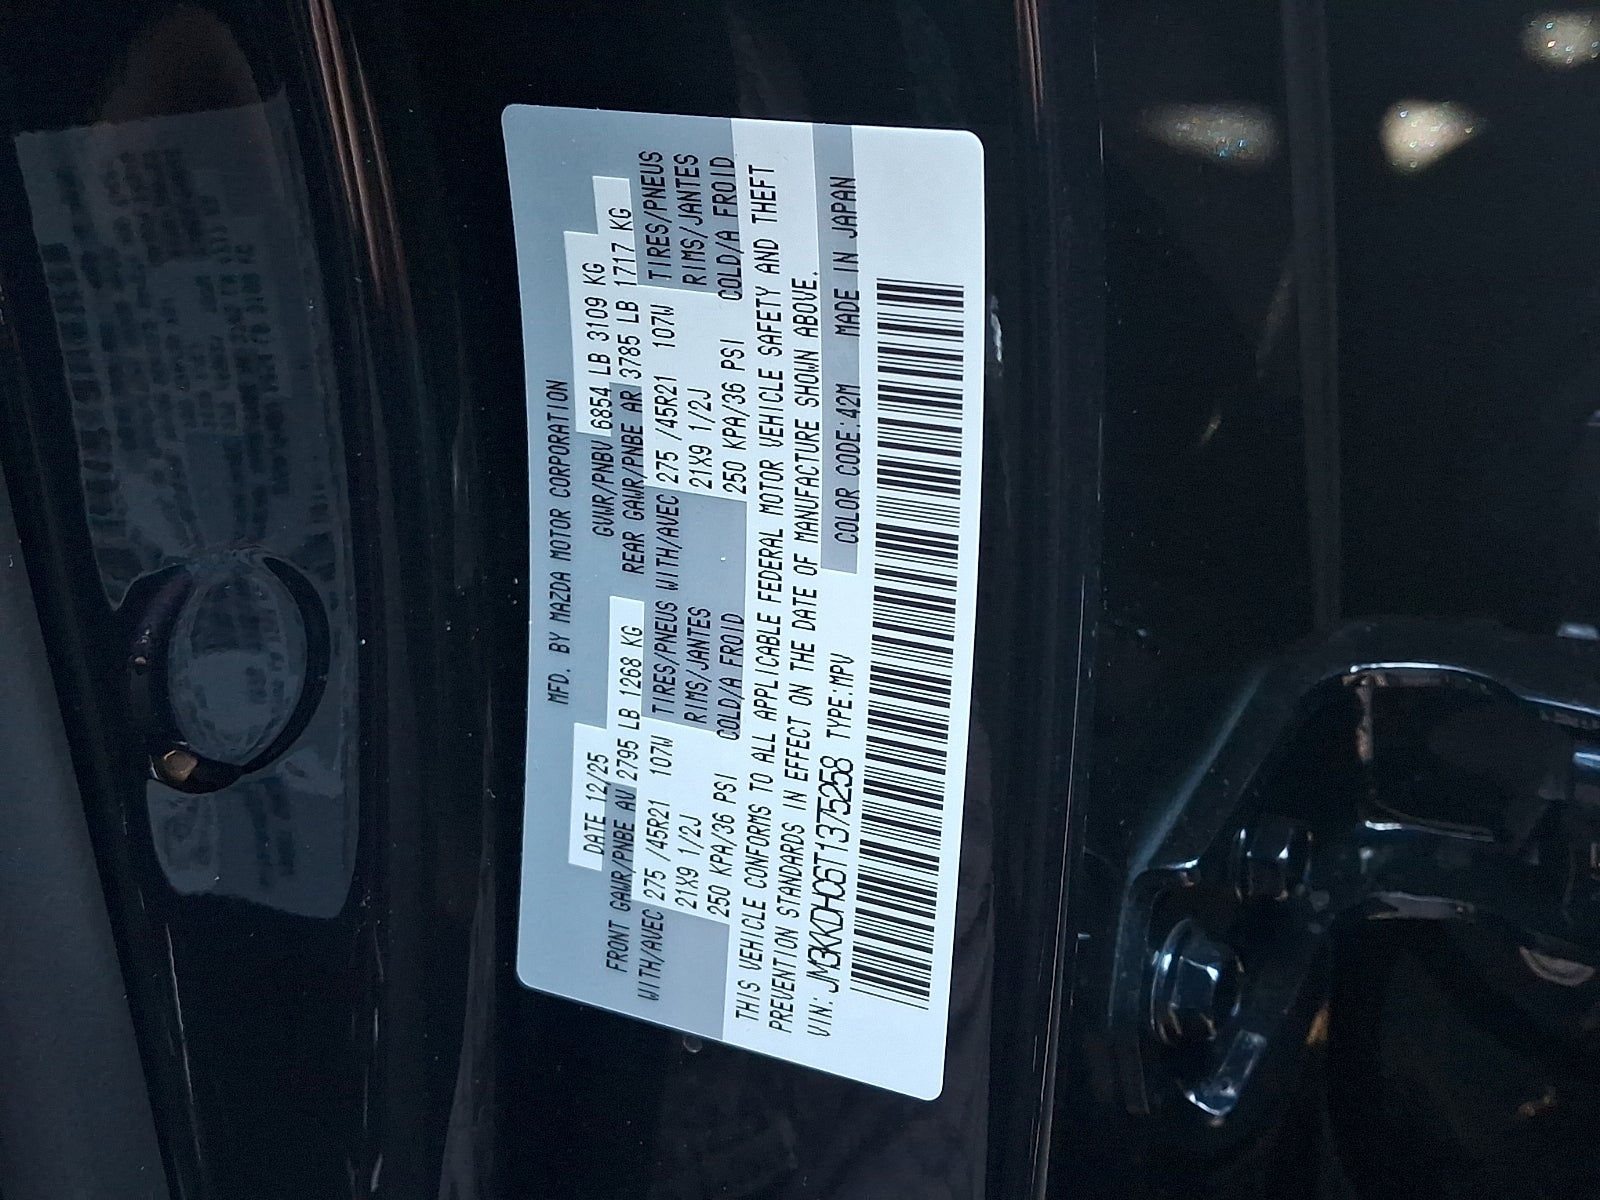 MFD. BY MAZDA MOTOR CORPORATION
DATE 12/25 GVWR/PNBV 6854 LB 3109 KG
FRONT GAWR/PNBE AV 2795 LB 1268 KG REAR GAWR/PNBE AR 3785 LB 1717 KG
WITH/AVEC 275 /45R21 107W TIRES/PNEUS WITH/AVEC 275 /45R21 107W TIRES/PNEUS
21X9 1/2J RIMS/JANTES 21X9 1/2J RIMS/JANTES
250 KPA/36 PSI COLD/A FROID 250 KPA/36 PSI COLD/A FROID
THIS VEHICLE CONFORMS TO ALL APPLICABLE FEDERAL MOTOR VEHICLE SAFETY AND THEFT
PREVENTION STANDARDS IN EFFECT ON THE DATE OF MANUFACTURE SHOWN ABOVE.
VIN: JM3KKDHC6T1375258 TYPE:MPV COLOR CODE:42M MADE IN JAPAN